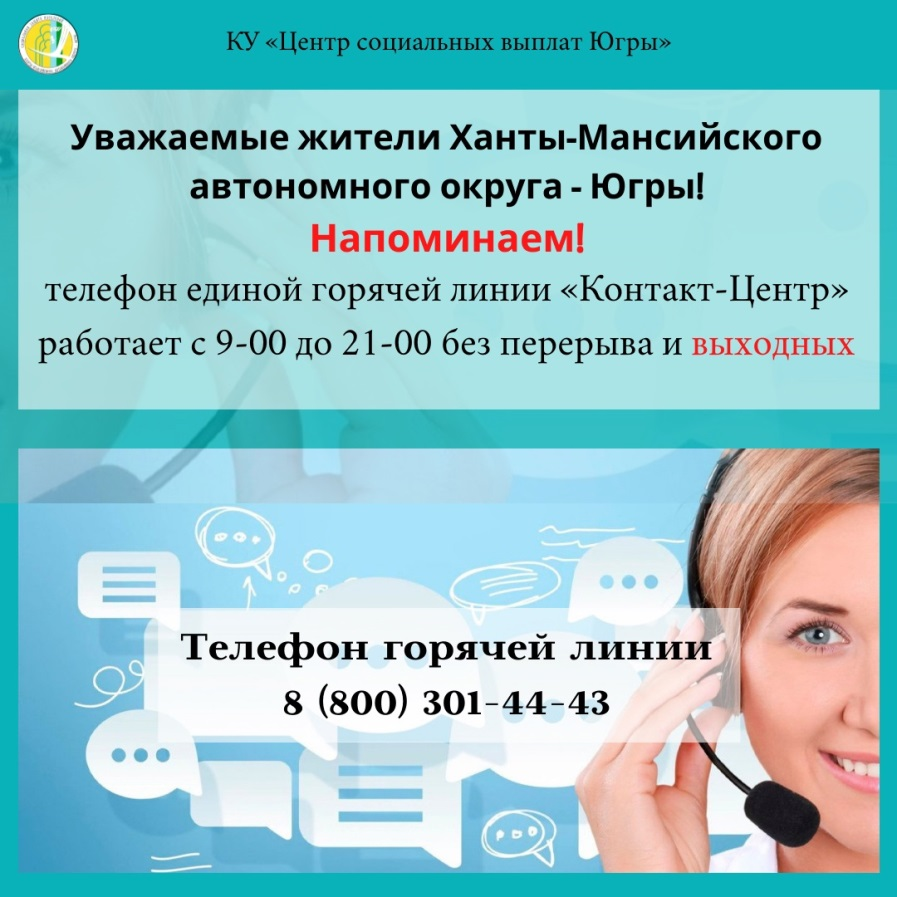 КУ «Центр социальных выплат Югры»
Уважаемые жители Ханты-Мансийского
автономного округа - Югры!
Напоминаем!
телефон единой горячей линии «Контакт-Центр»
работает с 9-00 до 21-00 без перерыва и выходных
Телефон горячей линии
8 (800) 301-44-43